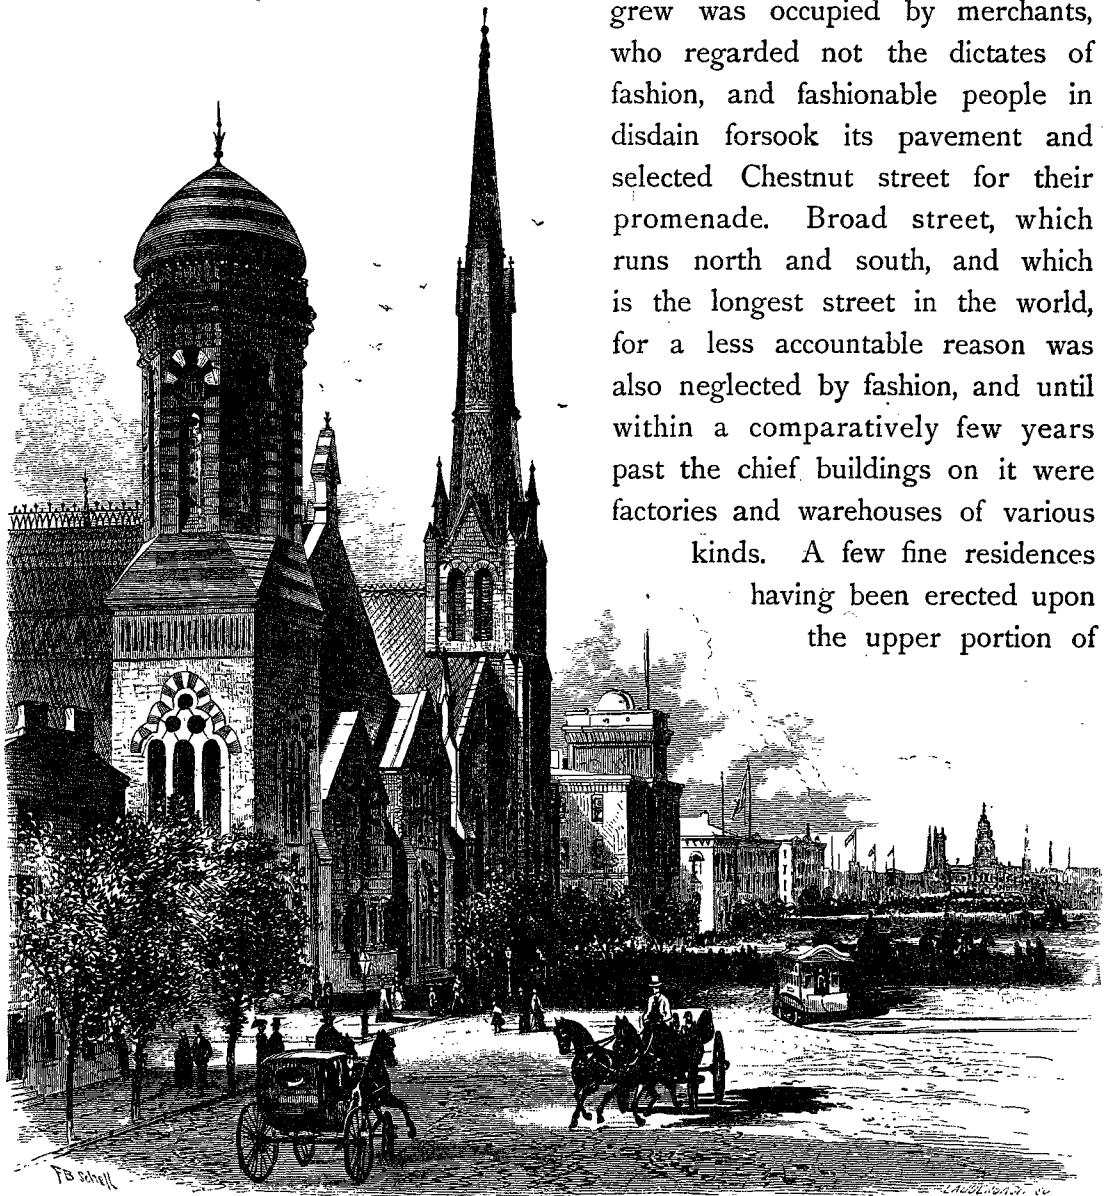 grew was occupied by merchants,
who regarded not the dictates of
fashion, and fashionable people in
disdain forsook its pavement and
selected Chestnut street for their
promenade. Broad street, which
runs north and south, and which
is the longest street in the world,
for a less accountable reason was
also neglected by fashion, and until
within a comparatively few years
past the chief buildings on it were
factories and warehouses of various
kinds. A few fine residences
having been erected upon
the upper portion of
F B Schell